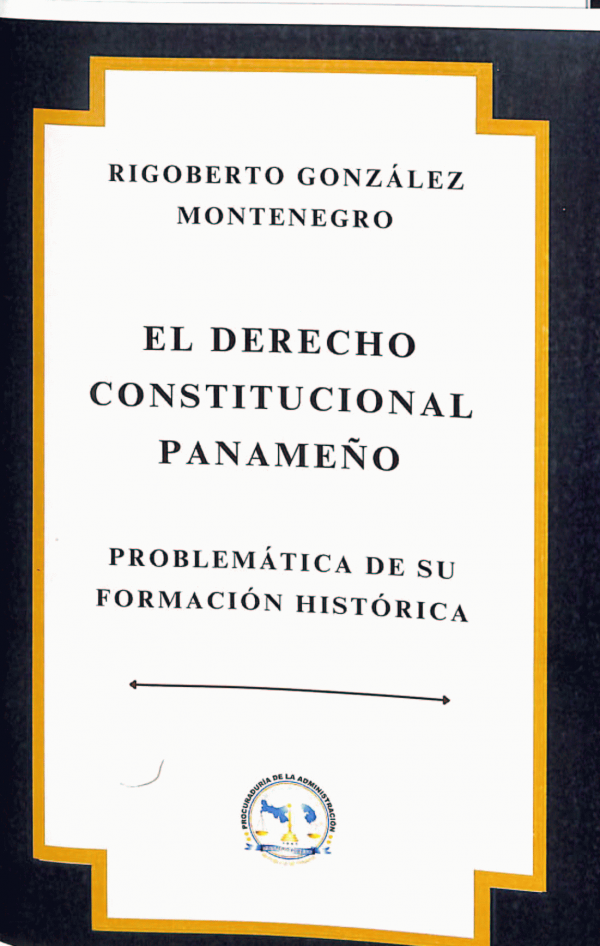 RIGOBERTO GONZÁLEZ
MONTENEGRO
EL DERECHO
CONSTITUCIONAL
PANAMEÑO
PROBLEMÁTICA DE SU
FORMACIÓN HISTÓRICA
PROCURADURÍA DE LA ADMINISTRACIÓN